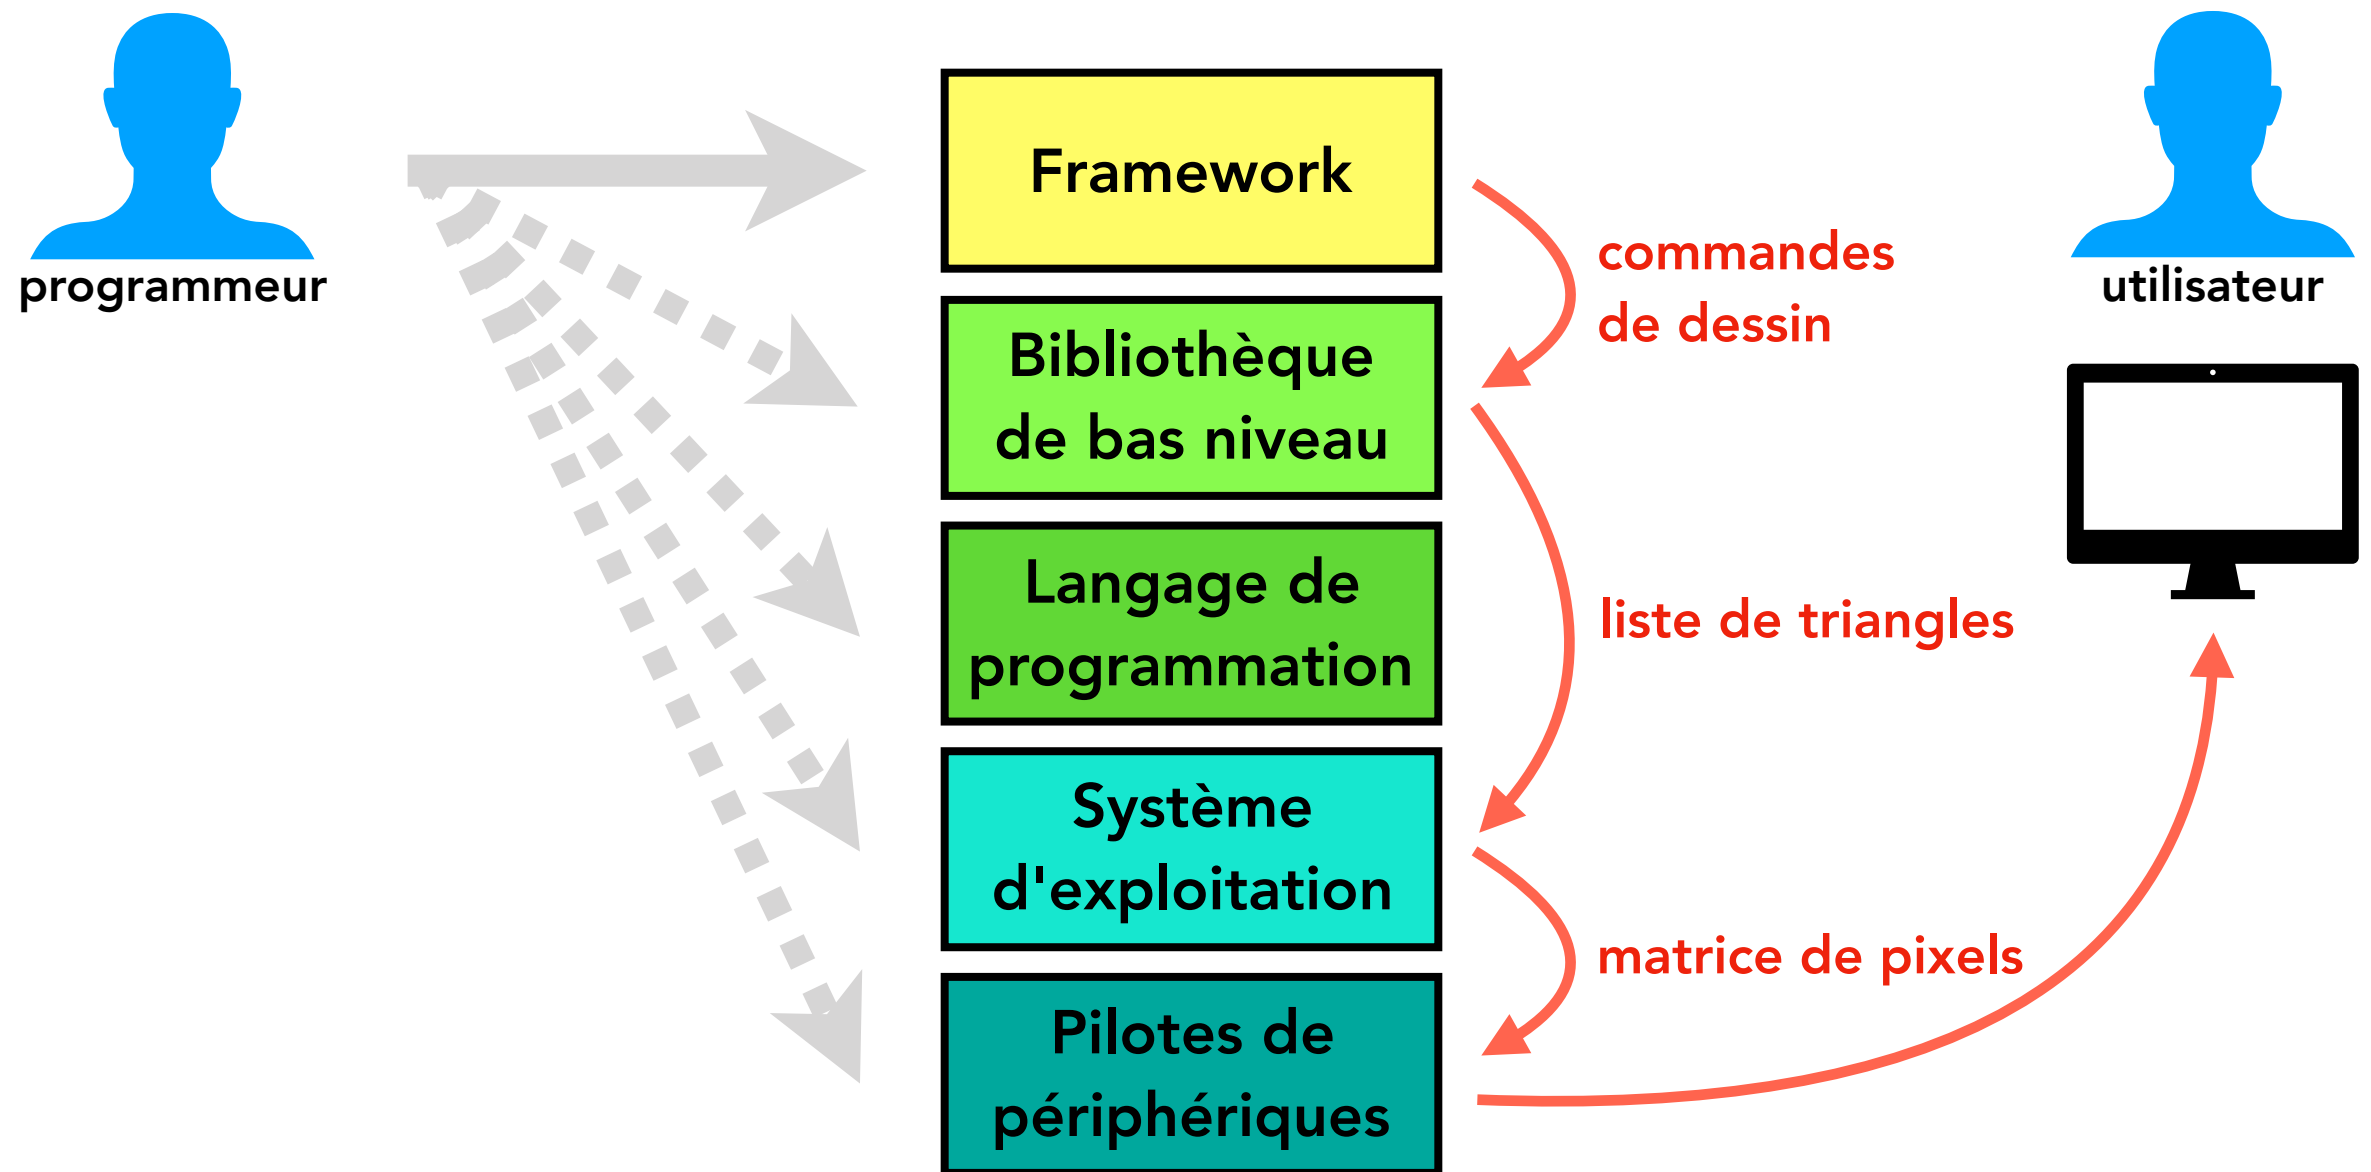 programmeur
Framework
Bibliothèque
de bas niveau
Langage de
programmation
Système
d'exploitation
Pilotes de
périphériques
commandes
de dessin
liste de triangles
matrice de pixels
utilisateur